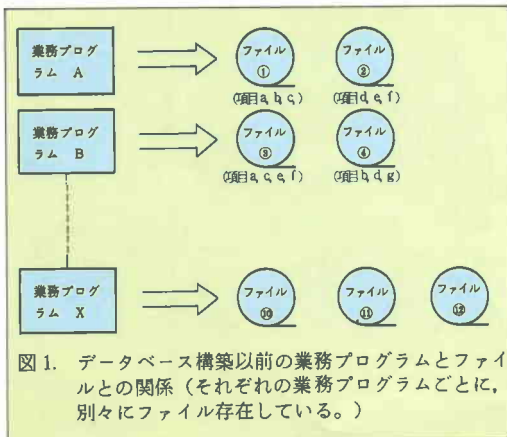 業務プログ
ラム A
ファイル
①
ファイル
②
(項目a,b,c)
(項目d,e,f)
業務プログ
ラム B
ファイル
③
ファイル
④
(項目a,c,e,f)
(項目b,d,g)
業務プログ
ラム X
ファイル
⑩
ファイル
⑪
ファイル
⑫
図1. データベース構築以前の業務プログラムとファイ
ルとの関係（それぞれの業務プログラムごとに，
別々にファイル存在している。）